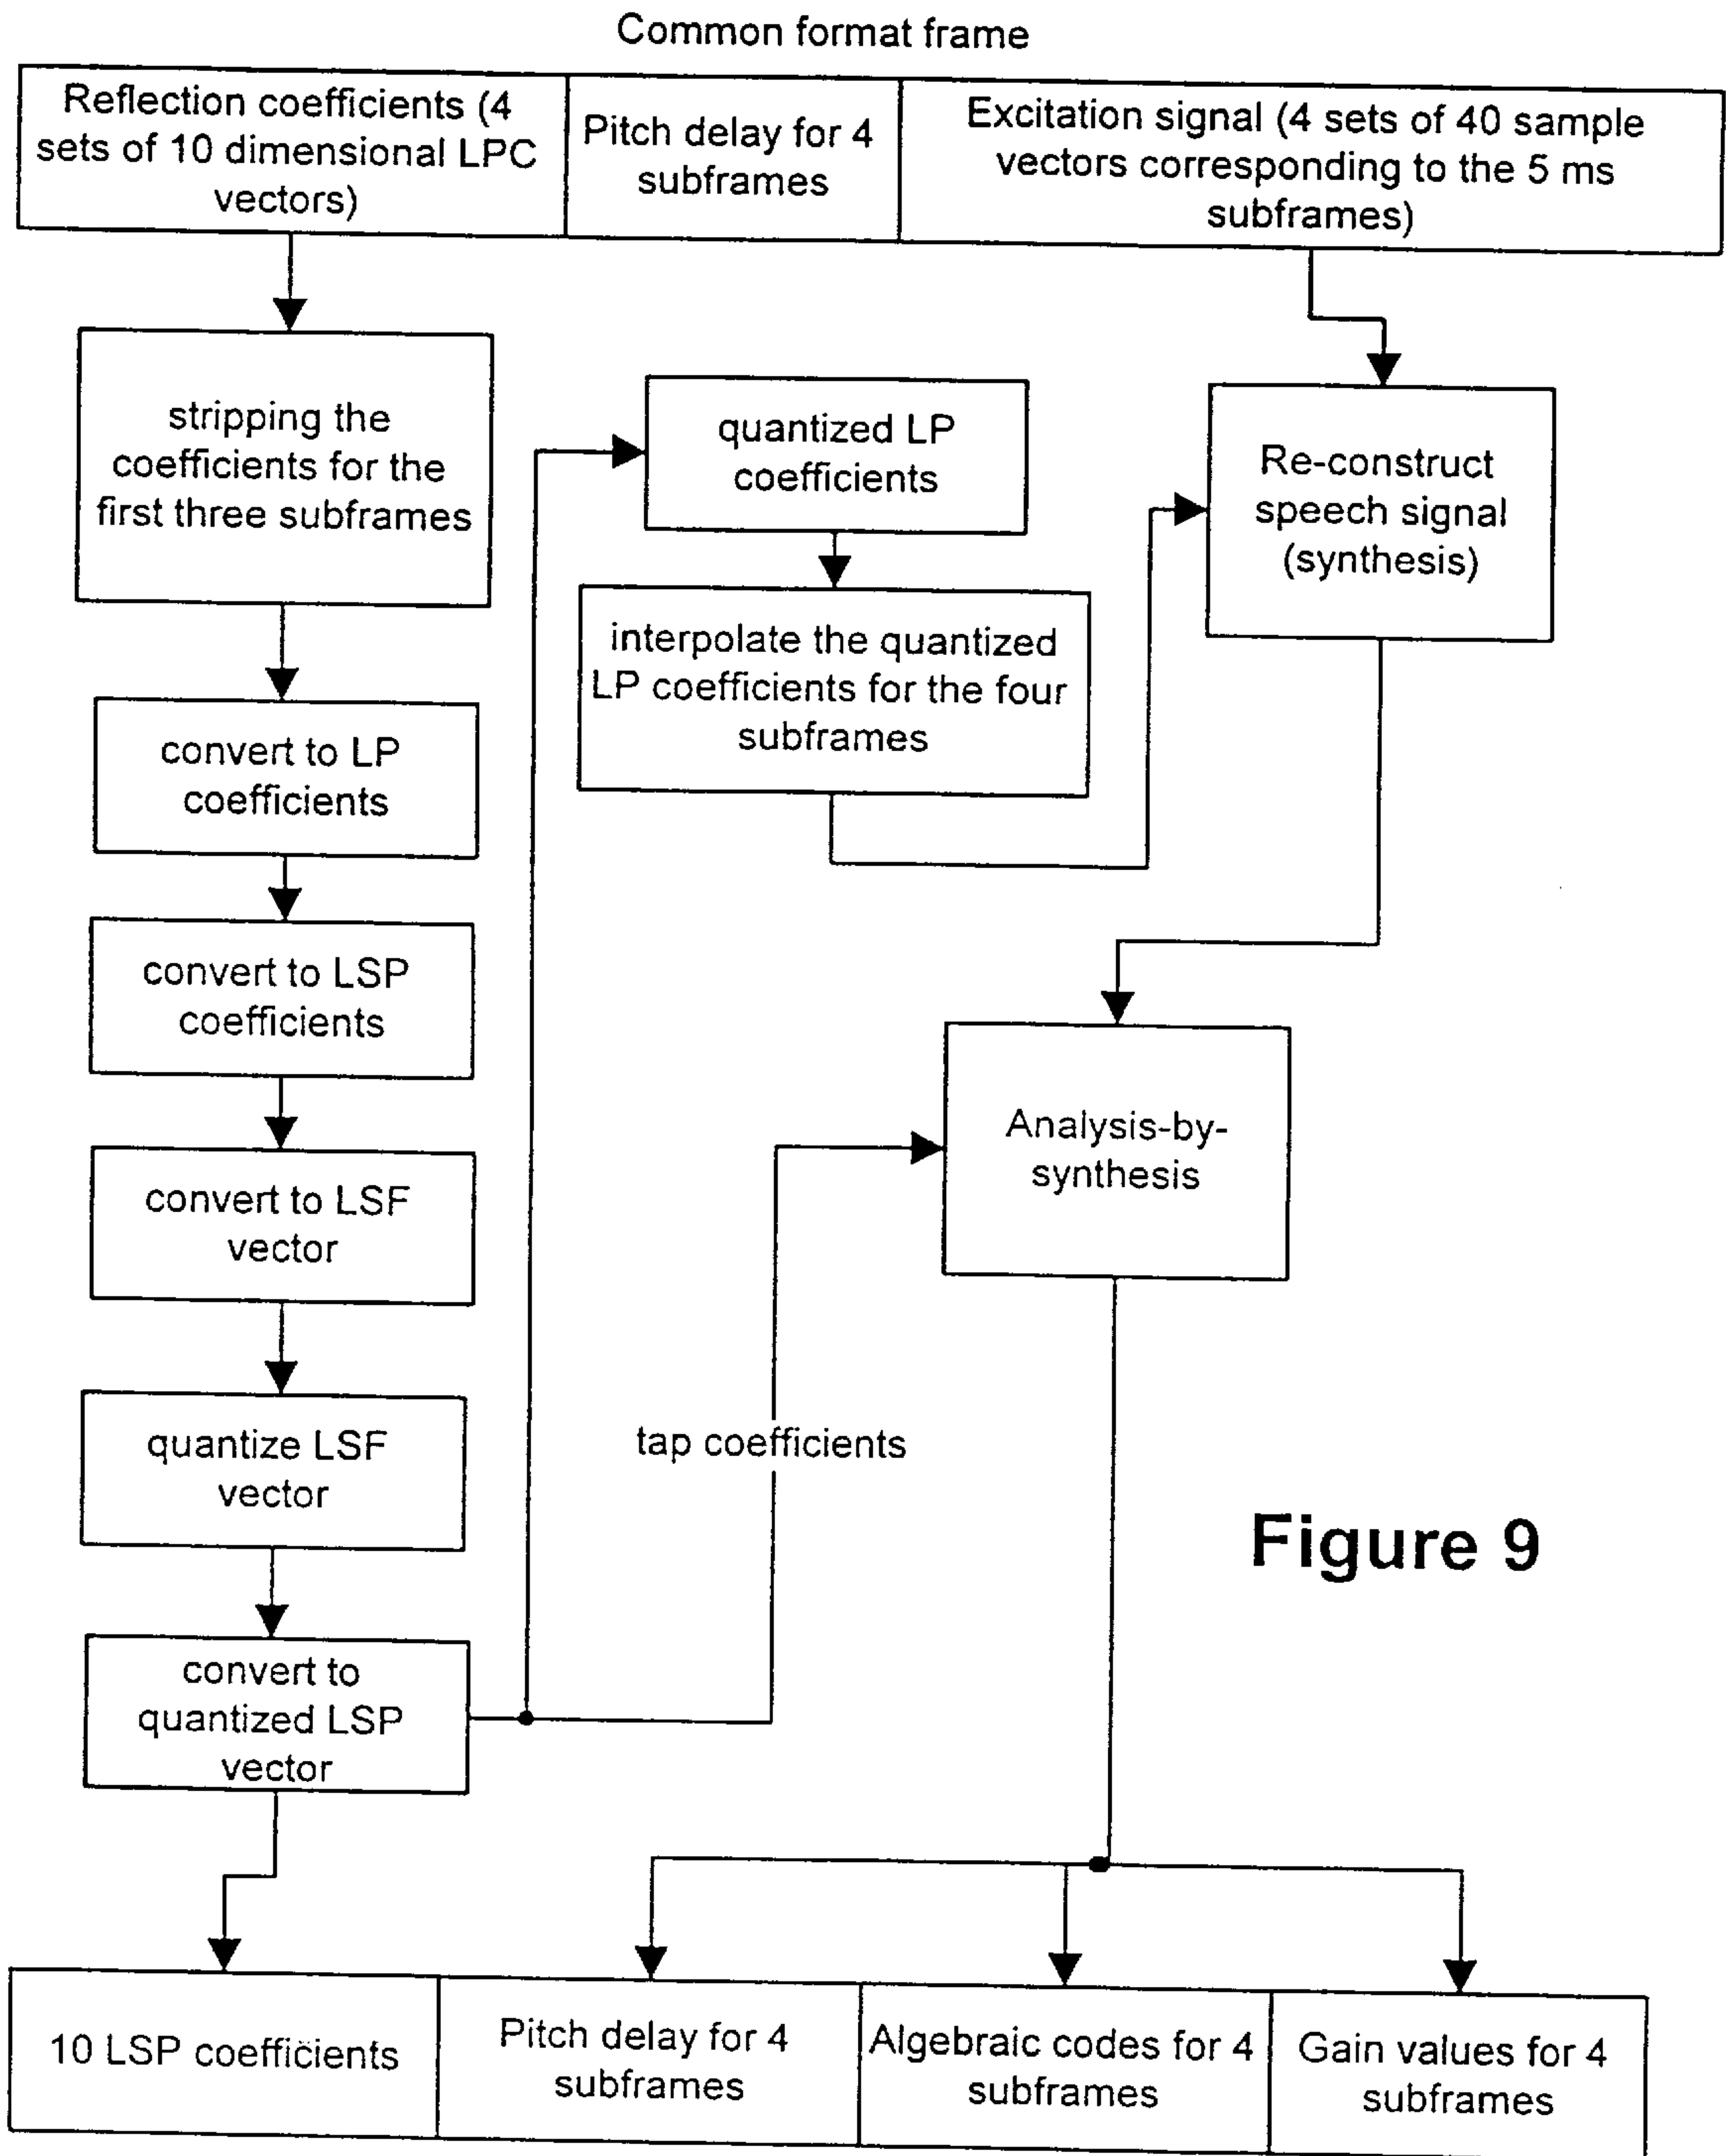 Common format frame
Reflection coefficients (4
sets of 10 dimensional LPC
vectors)
Pitch delay for 4
subframes
Excitation signal (4 sets of 40 sample
vectors corresponding to the 5 ms
subframes)
stripping the
coefficients for the
first three subframes
quantized LP
coefficients
Re-construct
speech signal
(synthesis)
interpolate the quantized
LP coefficients for the four
subframes
convert to LP
coefficients
convert to LSP
coefficients
Analysis-by-
synthesis
convert to LSF
vector
quantize LSF
vector
tap coefficients
Figure 9
convert to
quantized LSP
vector
10 LSP coefficients
Pitch delay for 4
subframes
Algebraic codes for 4
subframes
Gain values for 4
subframes